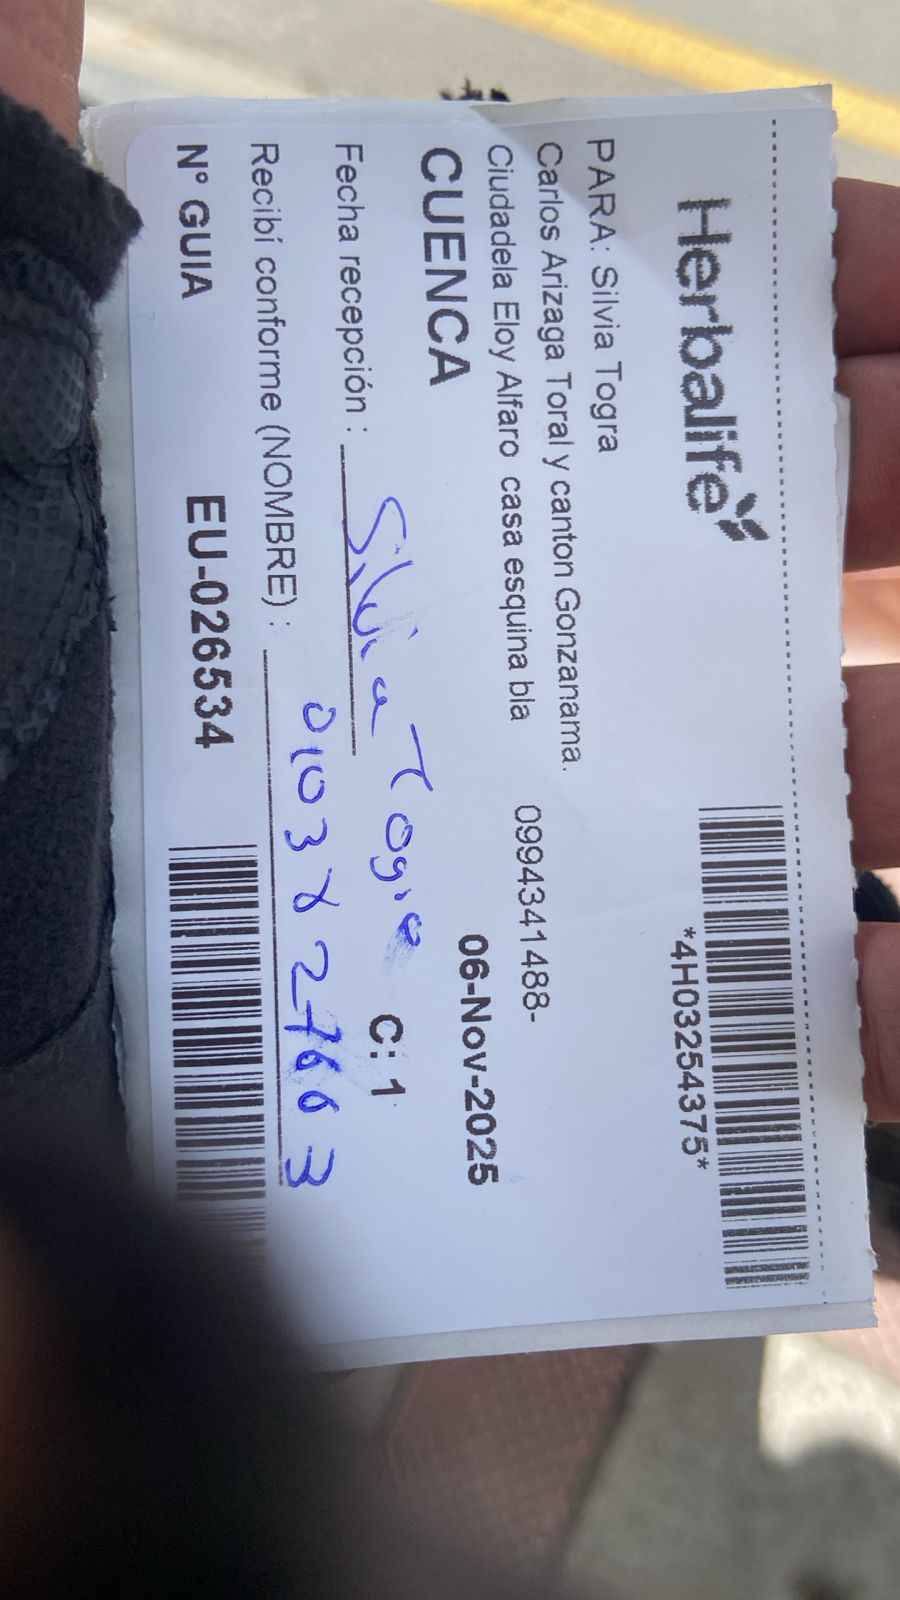 Herbalife
*4H03254375*
PARA: Silvia Togra
Carlos Arizaga Toral y canton Gonzanama.
Ciudadela Eloy Alfaro casa esquina bla 0994341488-
CUENCA 06-Nov-2025
Fecha recepción : Silvia Togra C: 1
Recibí conforme (NOMBRE) :
N° GUIA EU-026534